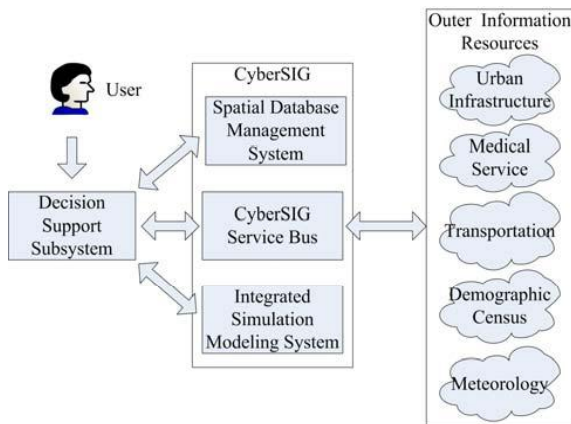 User
Decision
Support
Subsystem
CyberSIG
Spatial Database
Management
System
CyberSIG
Service Bus
Integrated
Simulation
Modeling System
Outer Information
Resources
Urban
Infrastructure
Medical
Service
Transportation
Demographic
Census
Meteorology